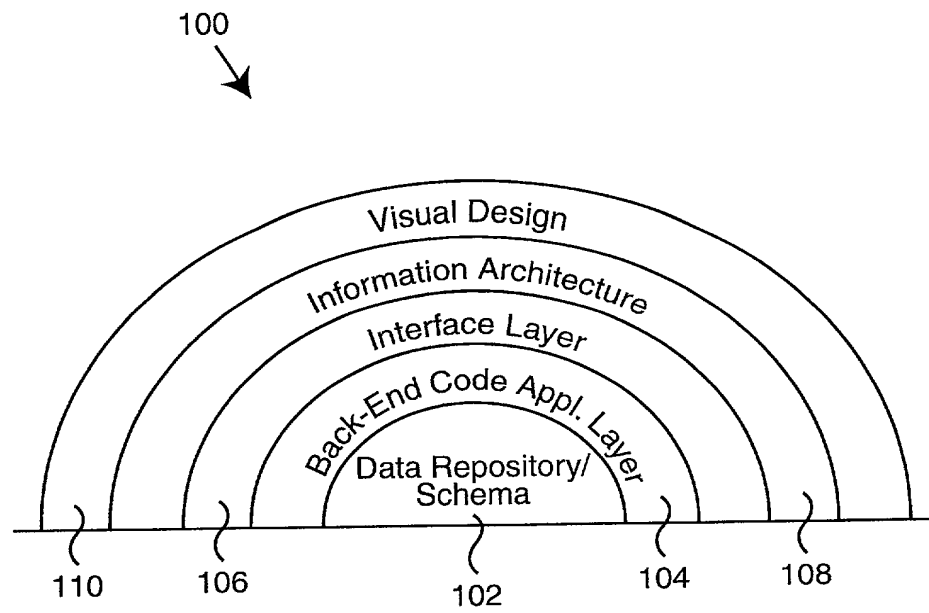 100
Visual Design
Information Architecture
Interface Layer
Back-End Code Appl. Layer
Data Repository/
Schema
110
106
102
104
108